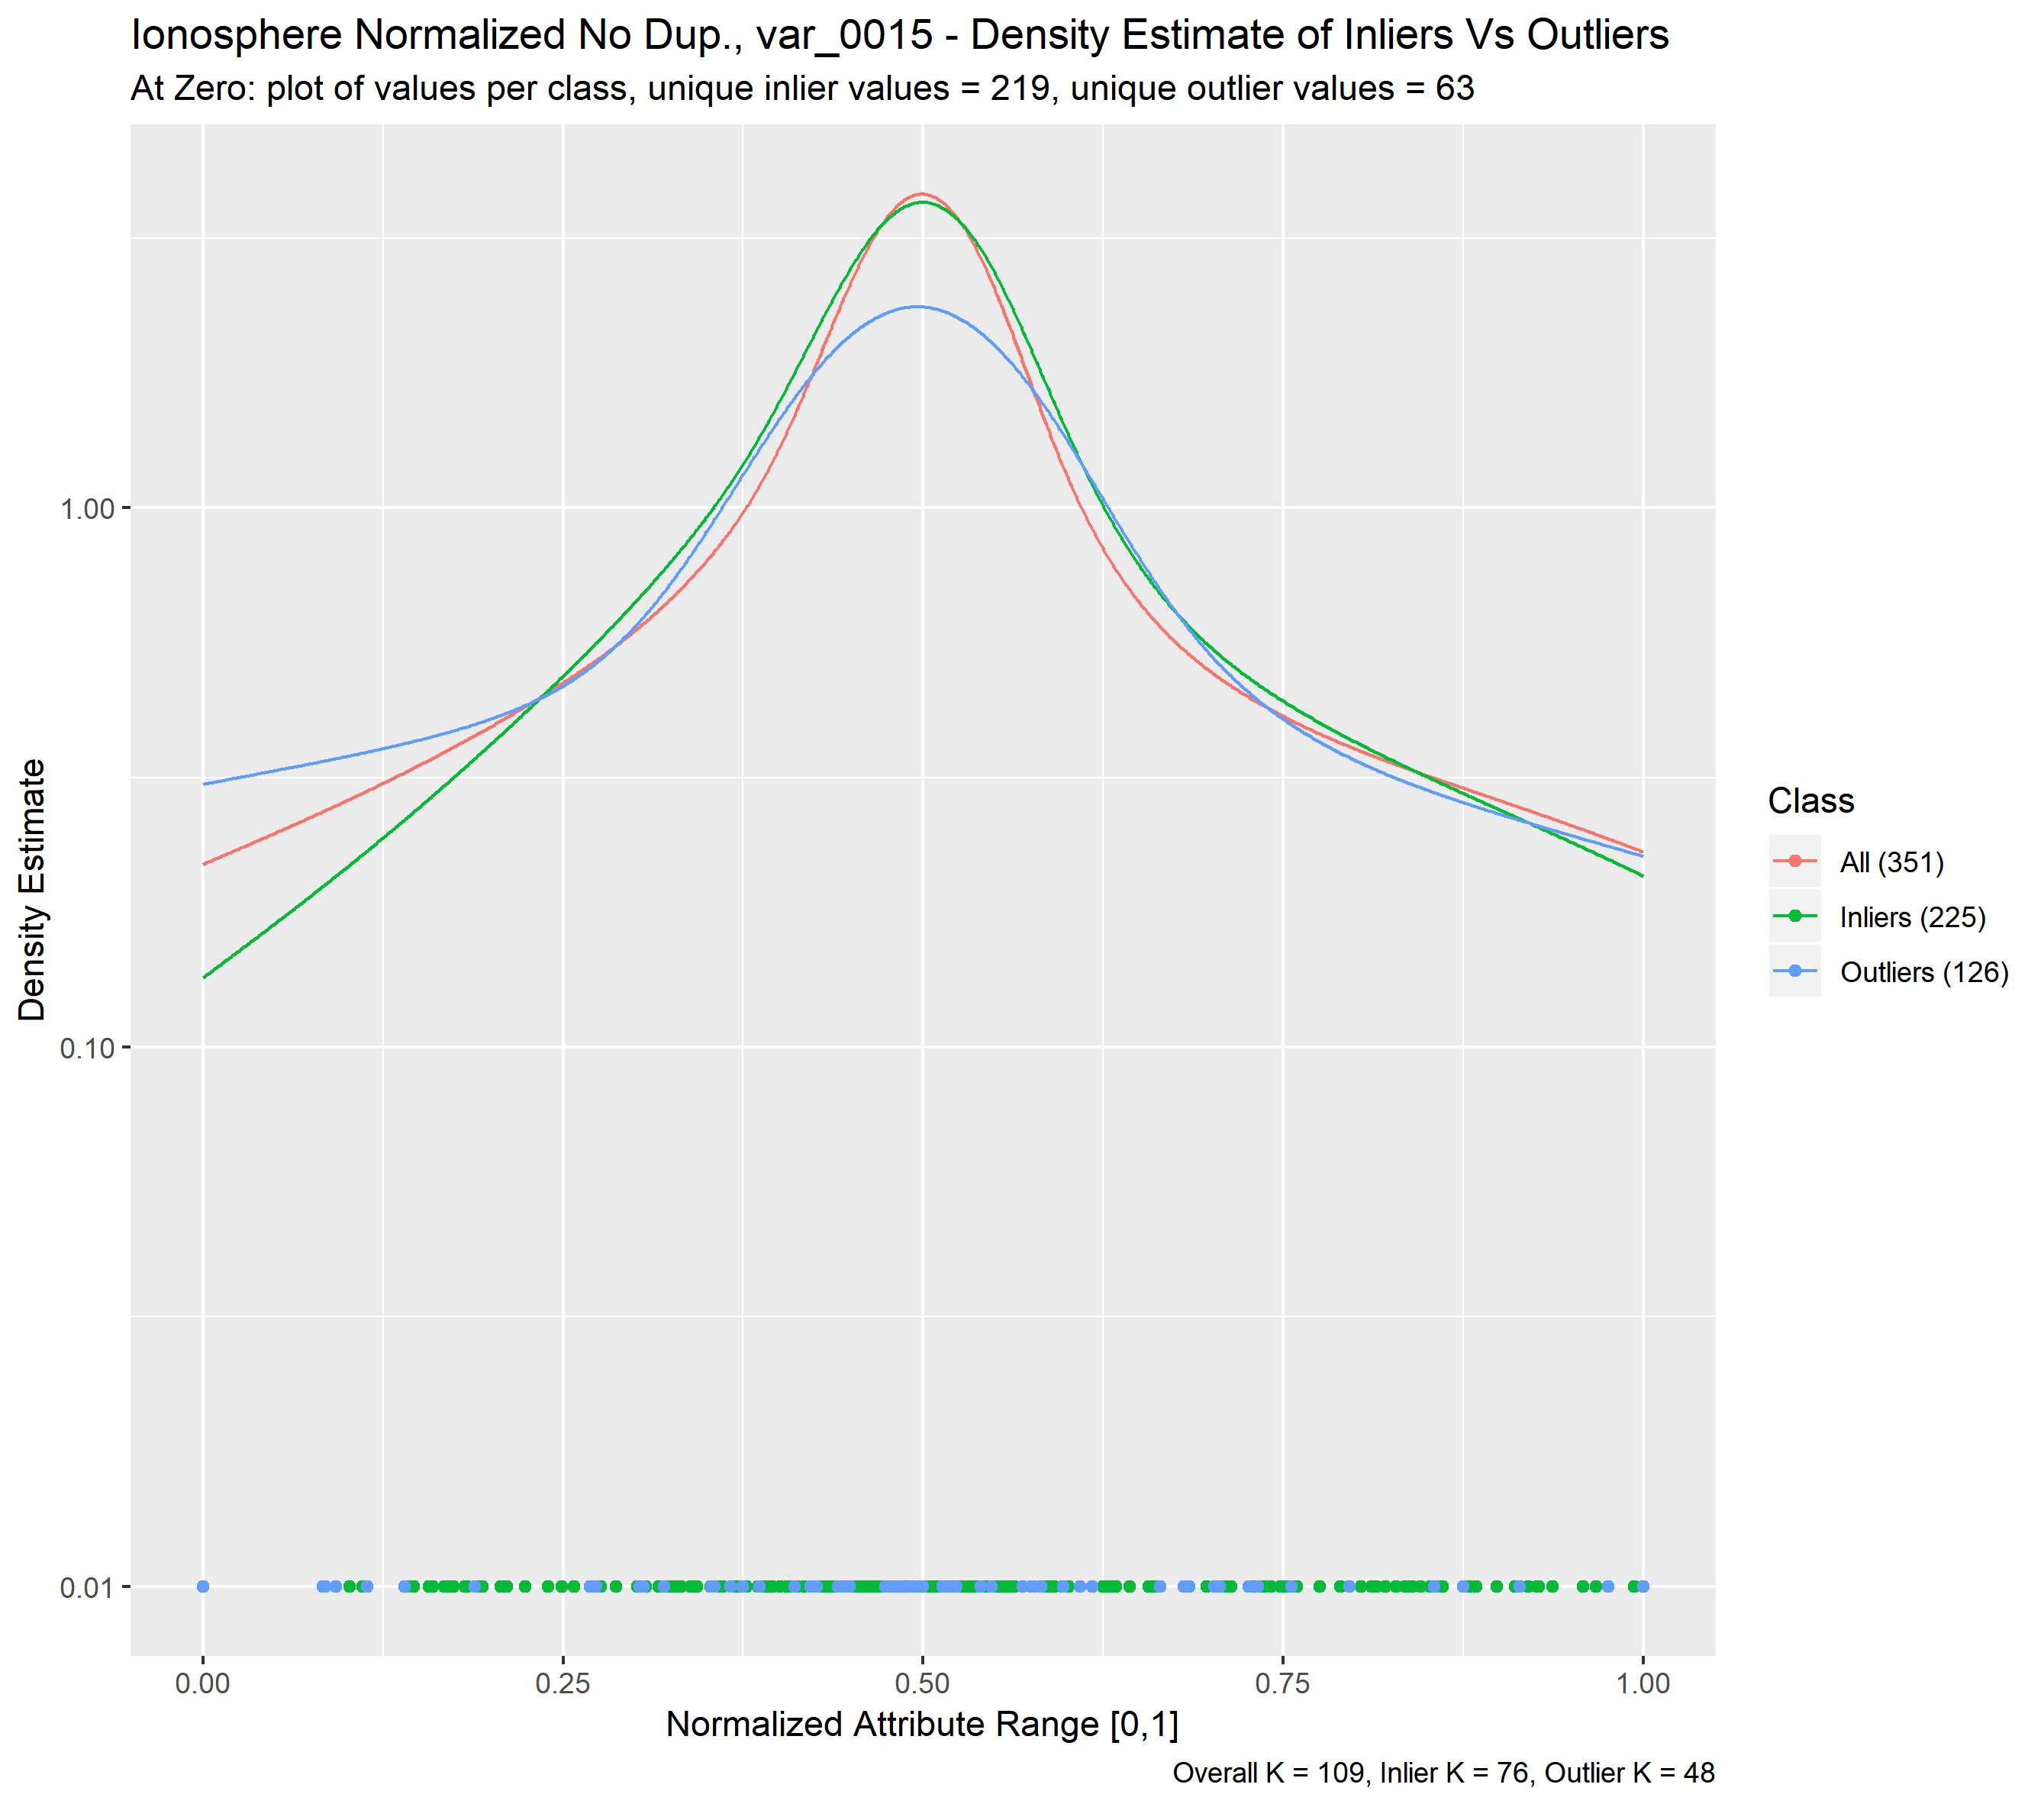 Ionosphere Normalized No Dup., var_0015 - Density Estimate of Inliers Vs Outliers
At Zero: plot of values per class, unique inlier values = 219, unique outlier values = 63
Density Estimate
1.00
0.10
0.01
0.00
0.25
0.50
0.75
1.00
Normalized Attribute Range [0,1]
Class
All (351)
Inliers (225)
Outliers (126)
Overall K = 109, Inlier K = 76, Outlier K = 48